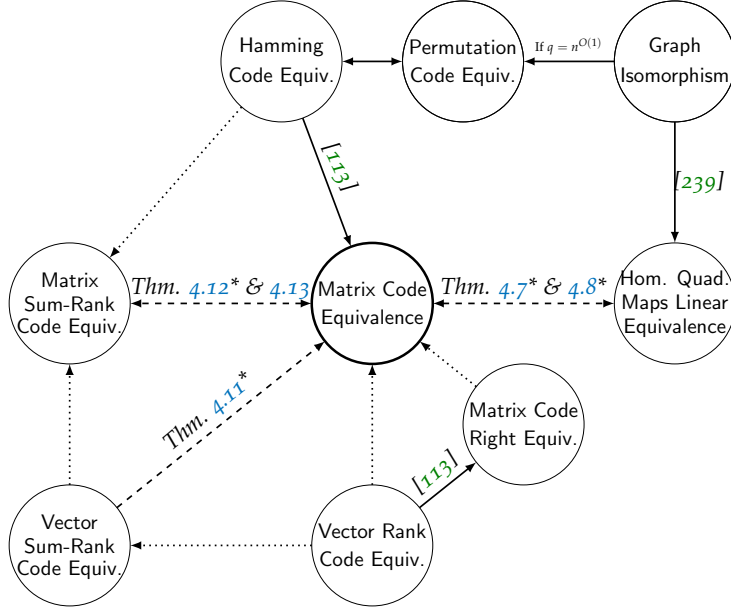 Hamming
Code Equiv.
Permutation
Code Equiv.
If q = n^{O(1)}
Graph
Isomorphism
[113]
[239]
Matrix
Sum-Rank
Code Equiv.
Thm. 4.12* & 4.13
Matrix Code
Equivalence
Thm. 4.7* & 4.8*
Hom. Quad.
Maps Linear
Equivalence
Thm. 4.11*
Matrix Code
Right Equiv.
[113]
Vector
Sum-Rank
Code Equiv.
Vector Rank
Code Equiv.